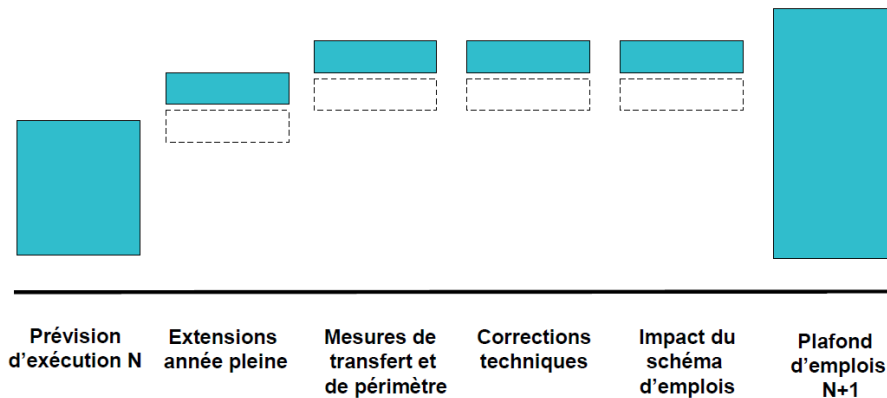 Prévision
d'exécution N
Extensions
année pleine
Mesures de
transfert et
de périmètre
Corrections
techniques
Impact du
schéma
d'emplois
Plafond
d'emplois
N+1